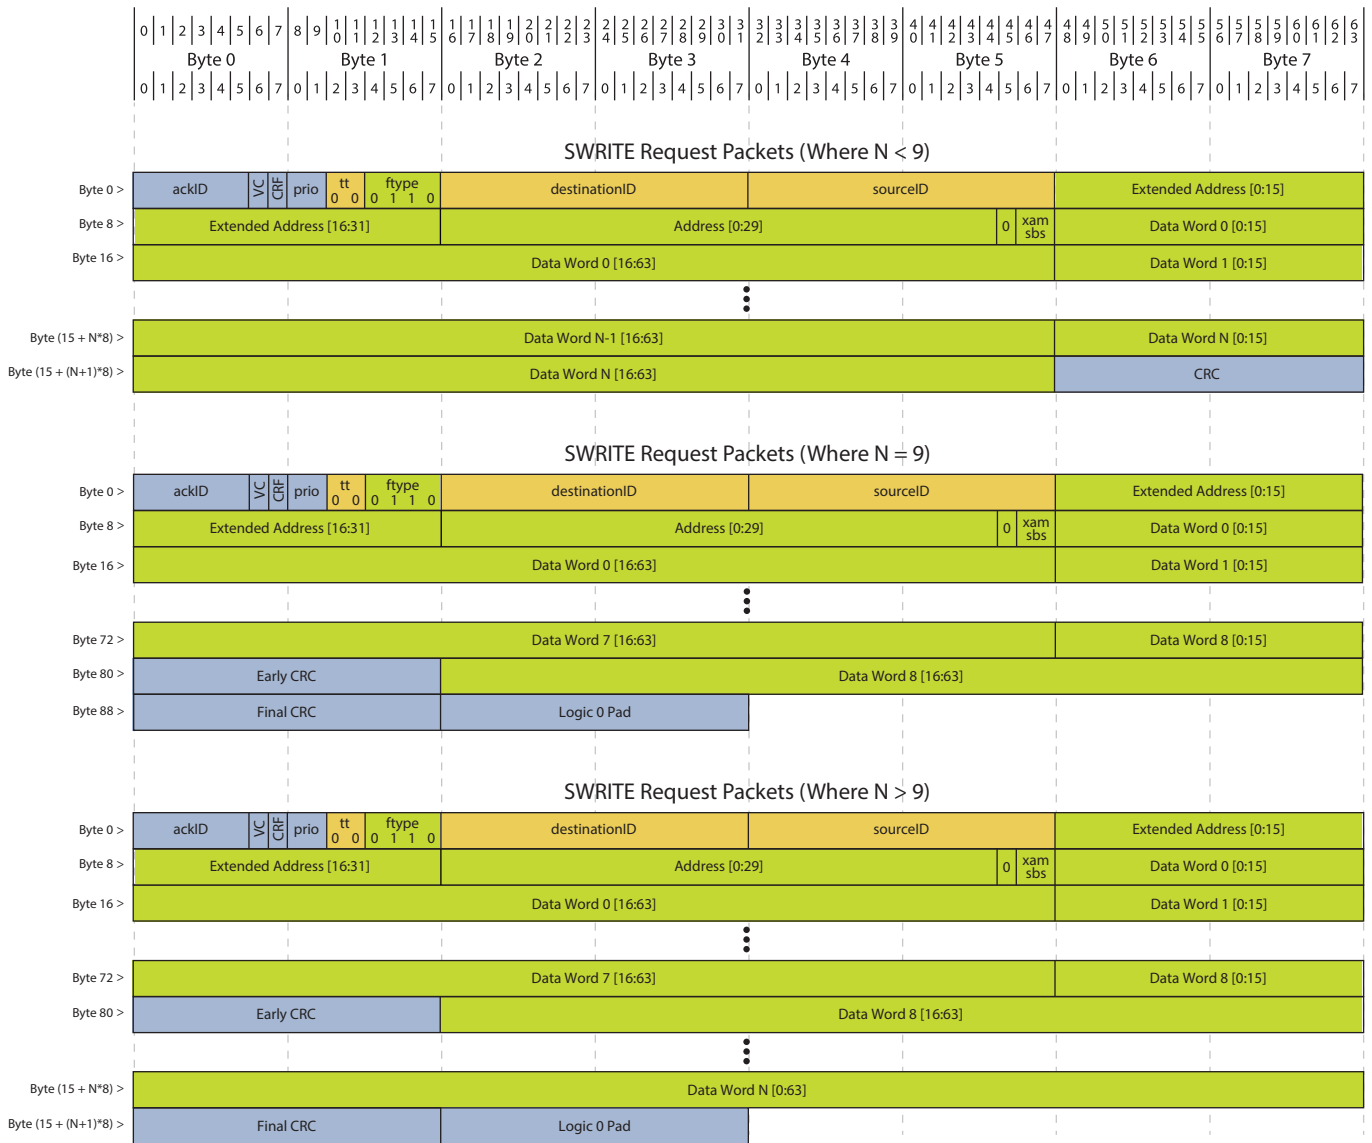 0 1 2 3 4 5 6 7 8 9 10 11 12 13 14 15 16 17 18 19 20 21 22 23 24 25 26 27 28 29 30 31 32 33 34 35 36 37 38 39 40 41 42 43 44 45 46 47 48 49 50 51 52 53 54 55 56 57 58 59 60 61 62 63
Byte 0 Byte 1 Byte 2 Byte 3 Byte 4 Byte 5 Byte 6 Byte 7
0 1 2 3 4 5 6 7 0 1 2 3 4 5 6 7 0 1 2 3 4 5 6 7 0 1 2 3 4 5 6 7 0 1 2 3 4 5 6 7 0 1 2 3 4 5 6 7 0 1 2 3 4 5 6 7 0 1 2 3 4 5 6 7
SWRITE Request Packets (Where N < 9)
Byte 0 > ackID VC CRF prio tt 0 0 ftype 0 1 1 0 destinationID sourceID Extended Address [0:15]
Byte 8 > Extended Address [16:31] Address [0:29] 0 xam sbs Data Word 0 [0:15]
Byte 16 > Data Word 0 [16:63] Data Word 1 [0:15]
Byte (15 + N*8) > Data Word N-1 [16:63] Data Word N [0:15]
Byte (15 + (N+1)*8) > Data Word N [16:63] CRC
SWRITE Request Packets (Where N = 9)
Byte 0 > ackID VC CRF prio tt 0 0 ftype 0 1 1 0 destinationID sourceID Extended Address [0:15]
Byte 8 > Extended Address [16:31] Address [0:29] 0 xam sbs Data Word 0 [0:15]
Byte 16 > Data Word 0 [16:63] Data Word 1 [0:15]
Byte 72 > Data Word 7 [16:63] Data Word 8 [0:15]
Byte 80 > Early CRC Data Word 8 [16:63]
Byte 88 > Final CRC Logic 0 Pad
SWRITE Request Packets (Where N > 9)
Byte 0 > ackID VC CRF prio tt 0 0 ftype 0 1 1 0 destinationID sourceID Extended Address [0:15]
Byte 8 > Extended Address [16:31] Address [0:29] 0 xam sbs Data Word 0 [0:15]
Byte 16 > Data Word 0 [16:63] Data Word 1 [0:15]
Byte 72 > Data Word 7 [16:63] Data Word 8 [0:15]
Byte 80 > Early CRC Data Word 8 [16:63]
Byte (15 + N*8) > Data Word N [0:63]
Byte (15 + (N+1)*8) > Final CRC Logic 0 Pad